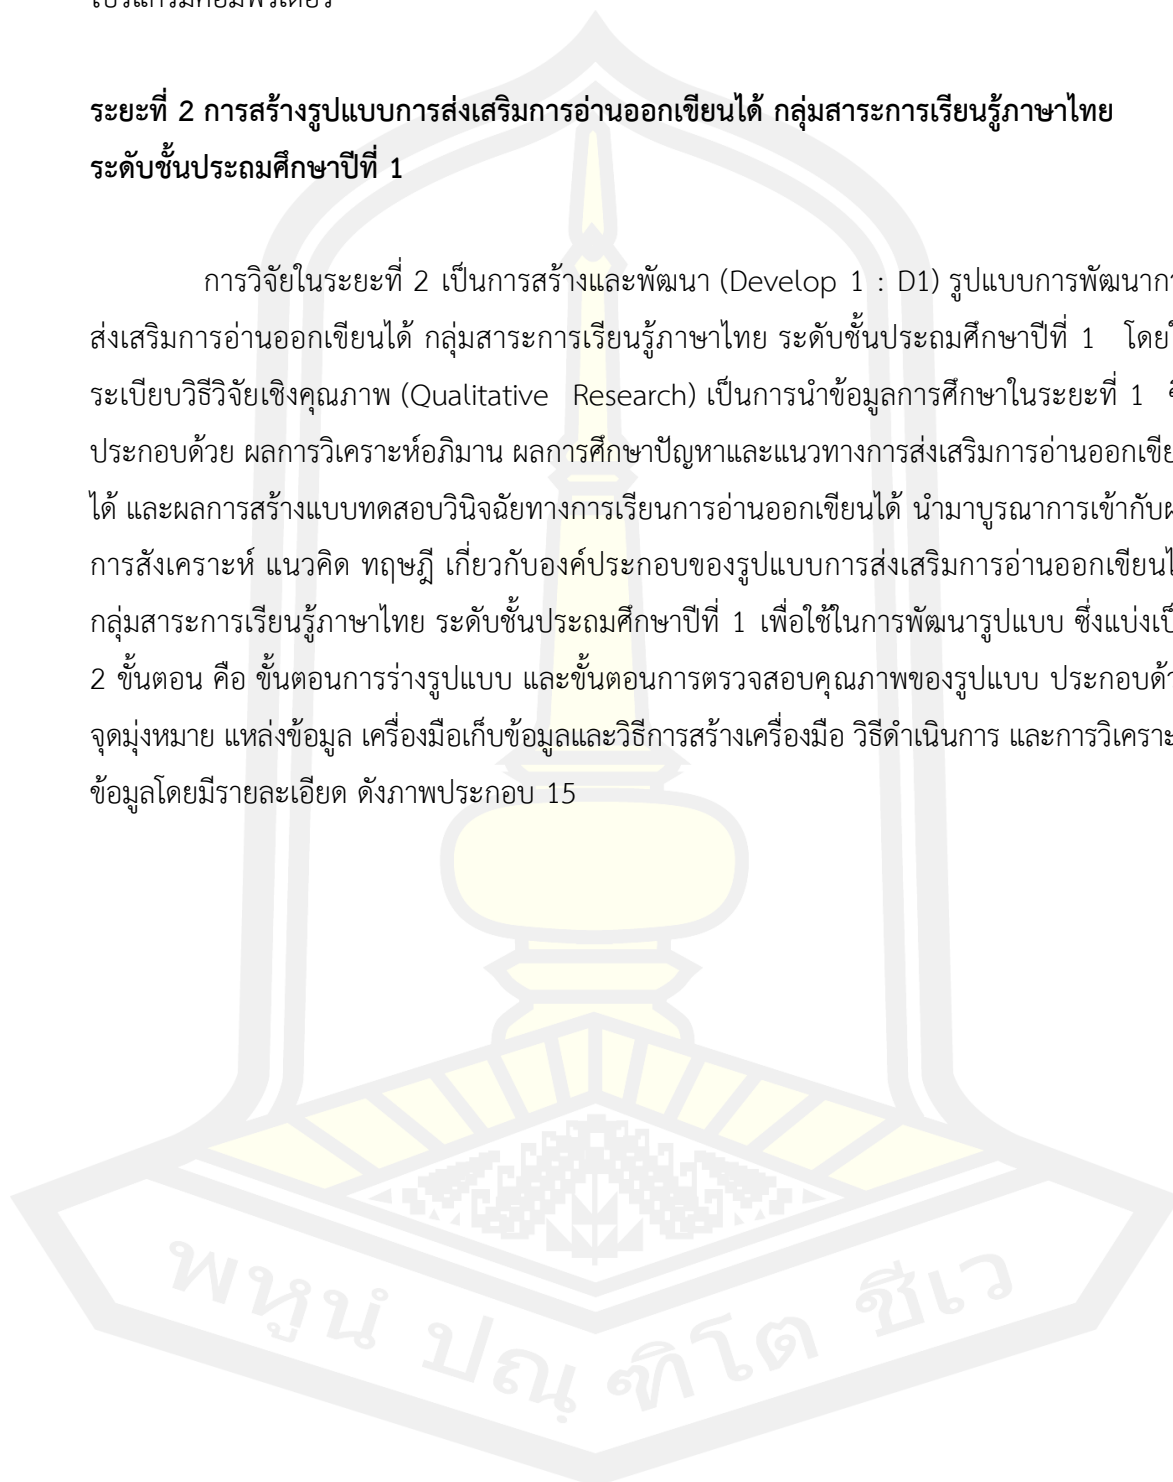 ระยะที่ 2 การสร้างรูปแบบการส่งเสริมการอ่านออกเขียนได้ กลุ่มสาระการเรียนรู้ภาษาไทย
ระดับชั้นประถมศึกษาปีที่ 1
การวิจัยในระยะที่ 2 เป็นการสร้างและพัฒนา (Develop 1 : D1) รูปแบบการพัฒนา
ส่งเสริมการอ่านออกเขียนได้ กลุ่มสาระการเรียนรู้ภาษาไทย ระดับชั้นประถมศึกษาปีที่ 1 โดย
ระเบียบวิธีวิจัยเชิงคุณภาพ (Qualitative Research) เป็นการนำข้อมูลการศึกษาในระยะที่ 1
ประกอบด้วย ผลการวิเคราะห์อภิมาน ผลการศึกษาปัญหาและแนวทางการส่งเสริมการอ่านออก
ได้ และผลการสร้างแบบทดสอบวินิจฉัยทางการเรียนการอ่านออกเขียนได้ นำมาบูรณาการเข้ากับ
การสังเคราะห์ แนวคิด ทฤษฎี เกี่ยวกับองค์ประกอบของรูปแบบการส่งเสริมการอ่านออกเขียน
กลุ่มสาระการเรียนรู้ภาษาไทย ระดับชั้นประถมศึกษาปีที่ 1 เพื่อใช้ในการพัฒนารูปแบบ ซึ่งแบ่ง
2 ขั้นตอน คือ ขั้นตอนการร่างรูปแบบ และขั้นตอนการตรวจสอบคุณภาพของรูปแบบ ประกอบ
จุดมุ่งหมาย แหล่งข้อมูล เครื่องมือเก็บข้อมูลและวิธีการสร้างเครื่องมือ วิธีดำเนินการ และการ
ข้อมูลโดยมีรายละเอียด ดังภาพประกอบ 15
พหูนํ ปณฺฑิโต ชีเว